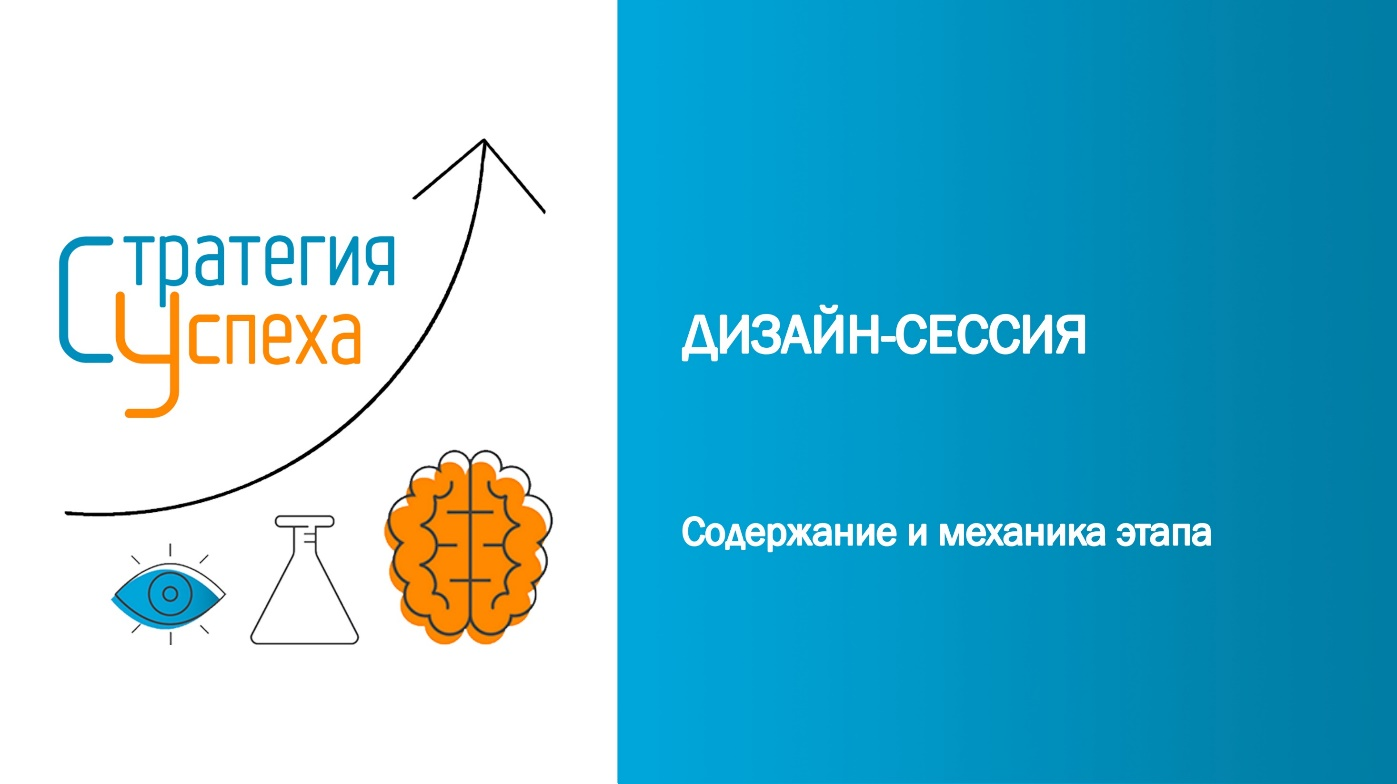 Стратегия
Успеха
ДИЗАЙН-СЕССИЯ
Содержание и механика этапа